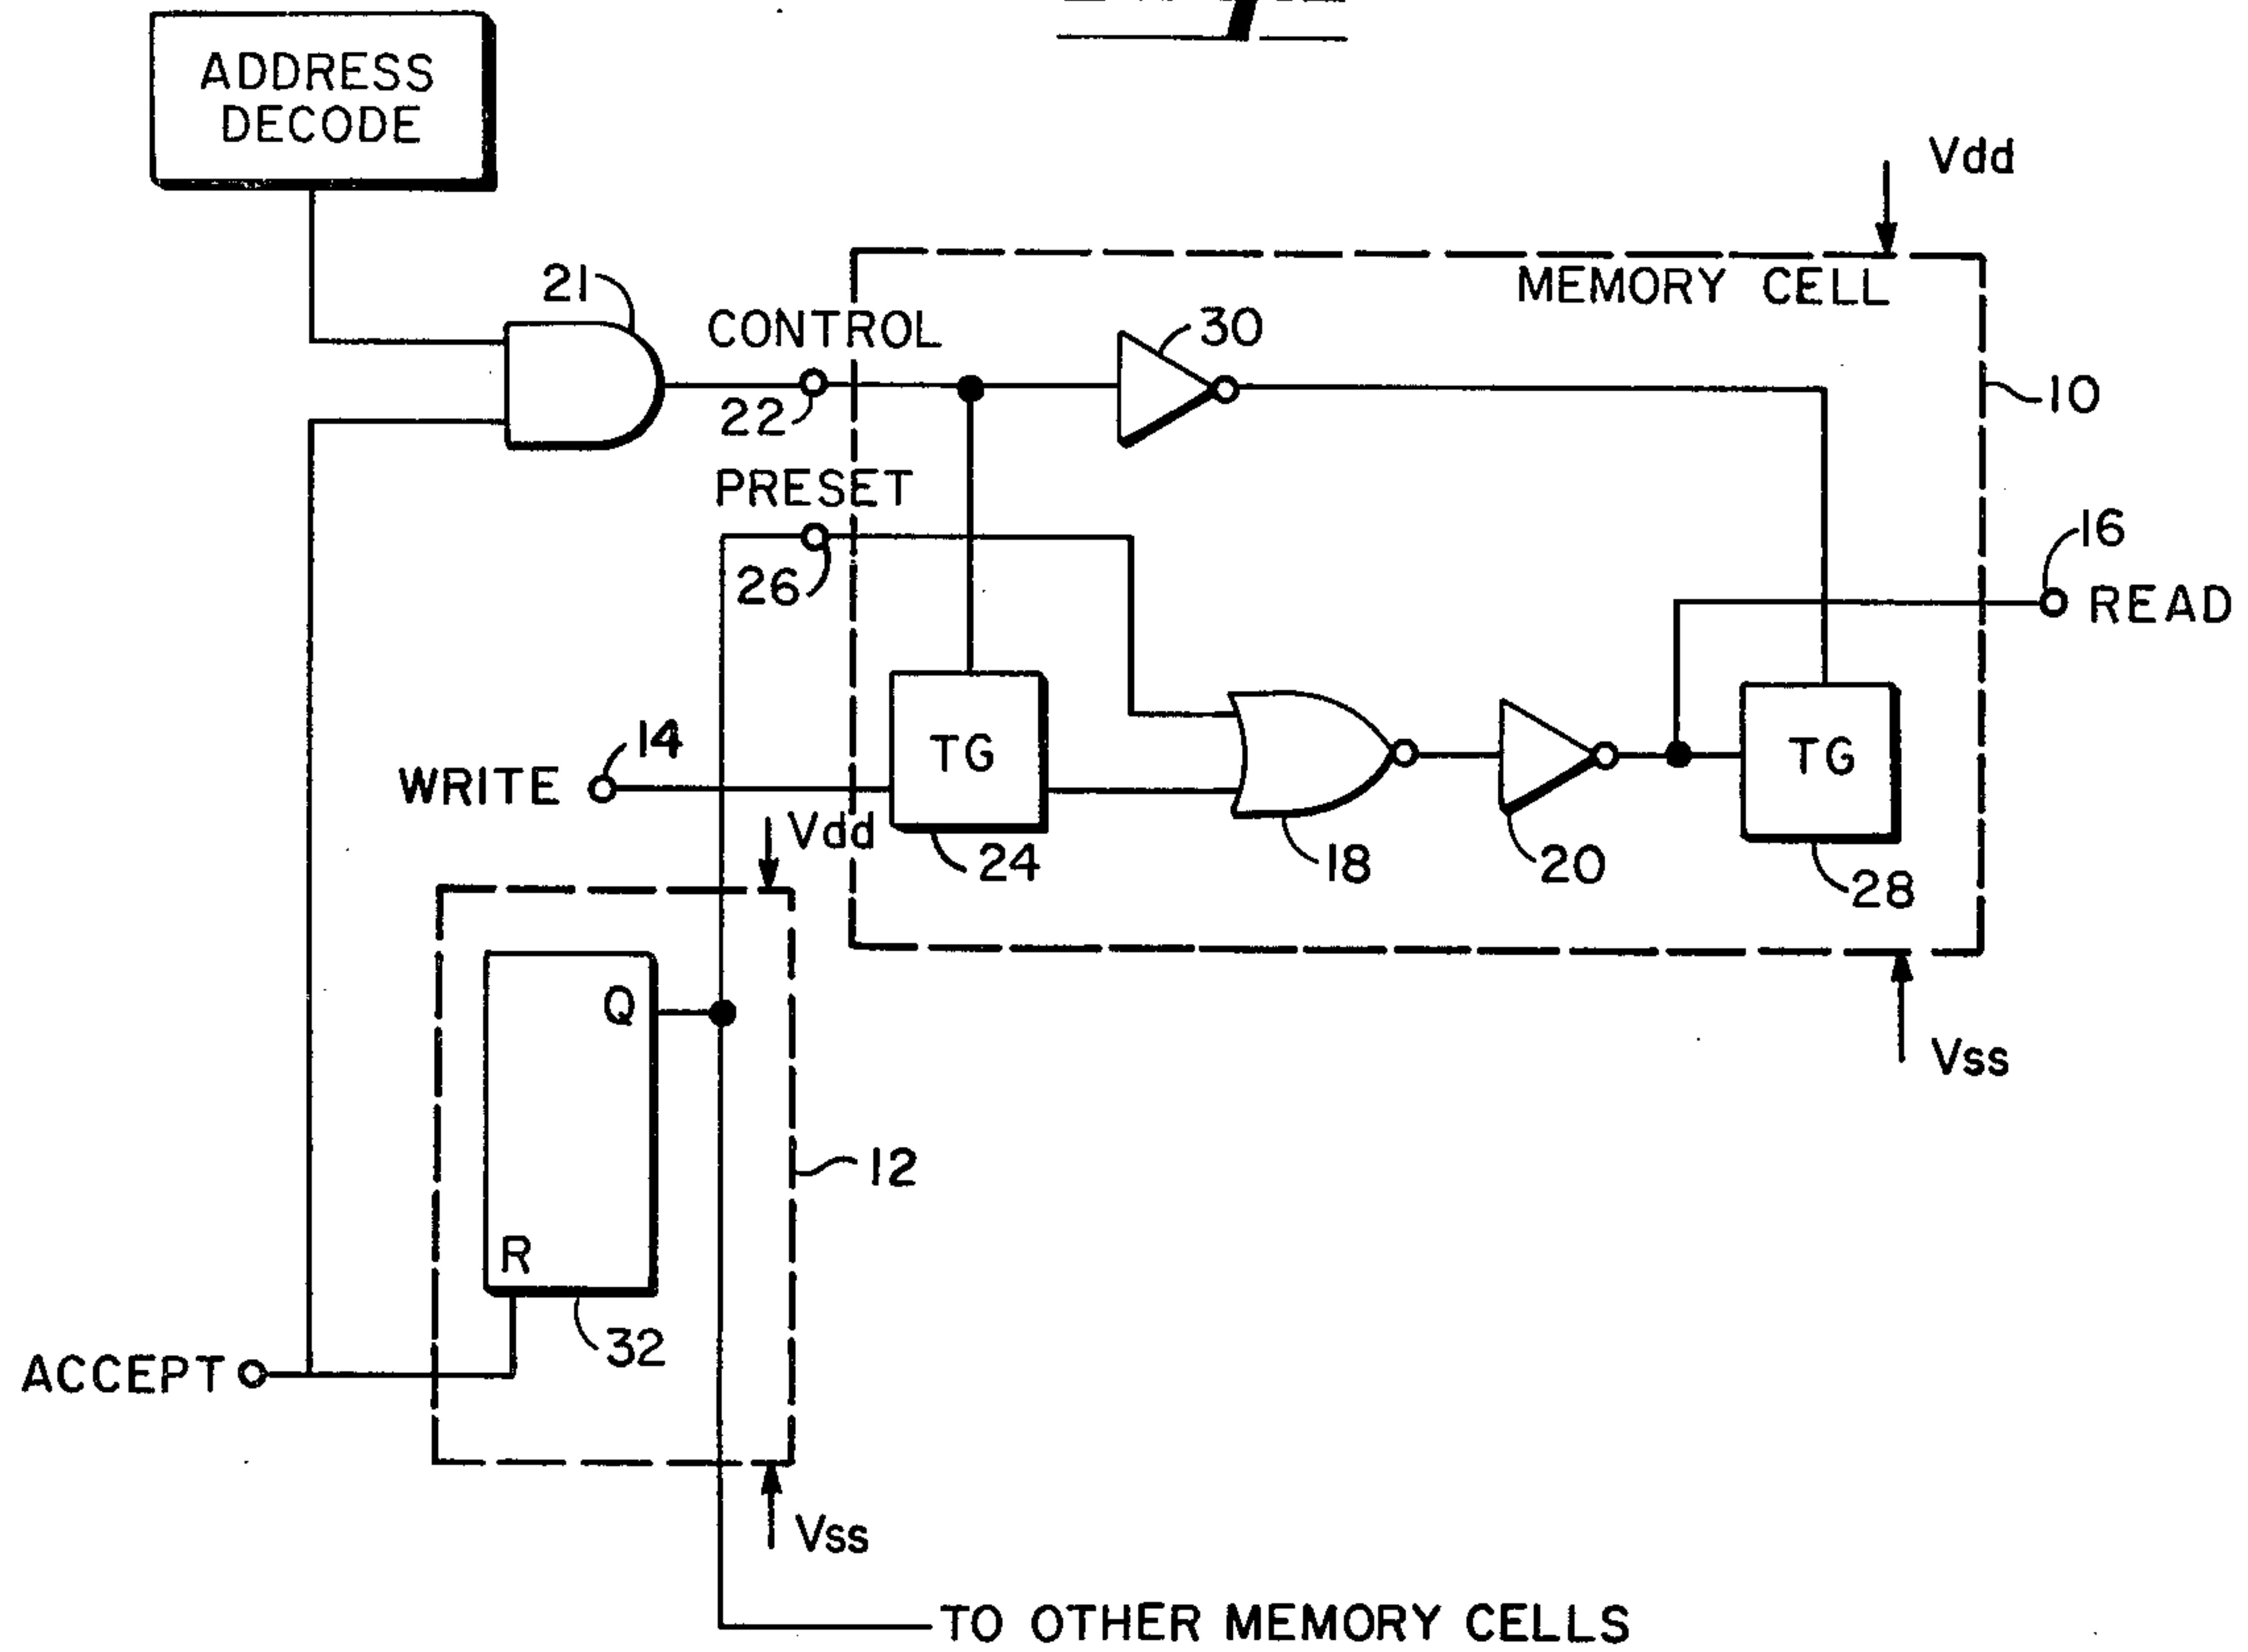 ADDRESS
DECODE
Vdd
MEMORY CELL
21
CONTROL
30
22
10
PRESET
16
26
READ
14
WRITE
TG
TG
Vdd
24
18
20
28
Q
Vss
12
R
32
ACCEPT
Vss
TO OTHER MEMORY CELLS